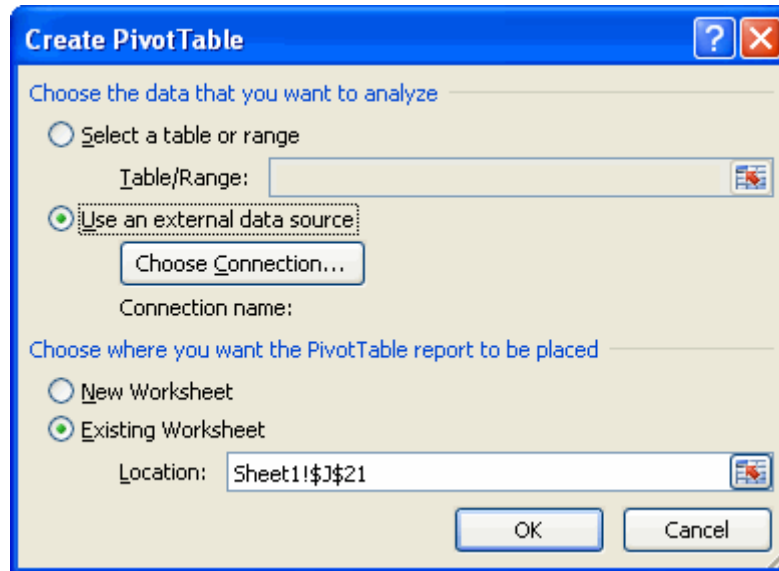 Create PivotTable
Choose the data that you want to analyze
Select a table or range
Table/Range:
Use an external data source
Choose Connection...
Connection name:
Choose where you want the PivotTable report to be placed
New Worksheet
Existing Worksheet
Location: Sheet1!$J$21
OK Cancel